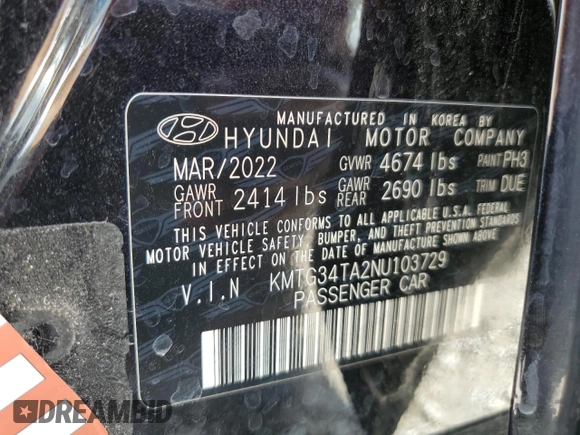 MANUFACTURED IN KOREA BY
HYUNDAI MOTOR COMPANY
MAR/2022 GVWR 4674 lbs PAINT PH3
GAWR FRONT 2414 lbs GAWR REAR 2690 lbs TRIM DUE
THIS VEHICLE CONFORMS TO ALL APPLICABLE U.S.A. FEDERAL
MOTOR VEHICLE SAFETY, BUMPER, AND THEFT PREVENTION STANDARDS
IN EFFECT ON THE DATE OF MANUFACTURE SHOWN ABOVE.
V.I.N KMTG34TA2NU103729
PASSENGER CAR
DREAMBID